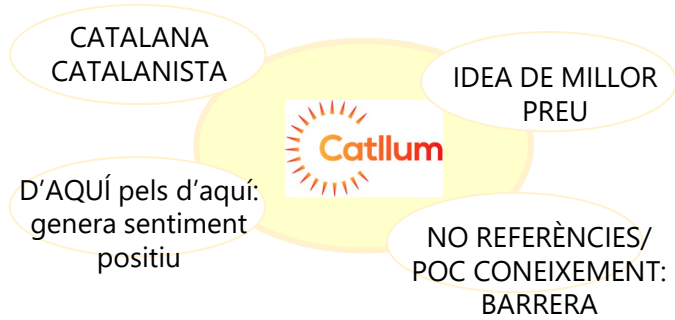 CATALANA
CATALANISTA
IDEA DE MILLOR
PREU
Catllum
D'AQUÍ pels d'aquí:
genera sentiment
positiu
NO REFERÈNCIES/
POC CONEIXEMENT:
BARRERA